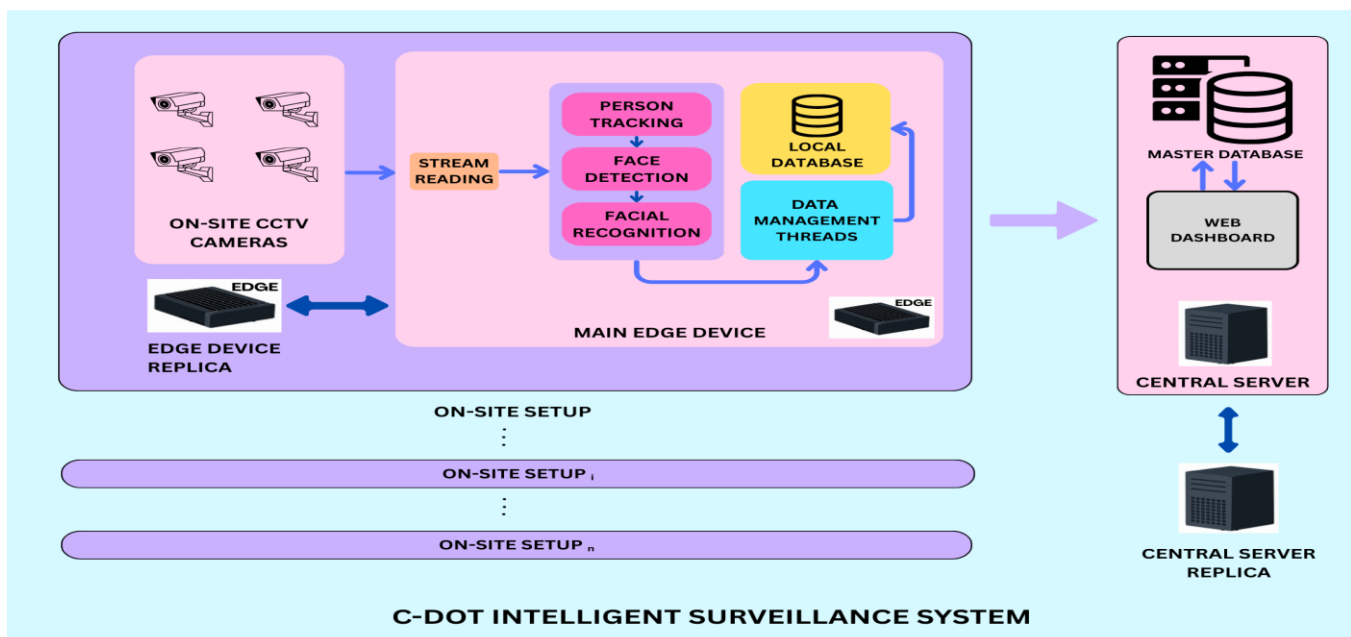 ON-SITE CCTV
CAMERAS
EDGE
EDGE DEVICE
REPLICA
STREAM
READING
PERSON
TRACKING
FACE
DETECTION
FACIAL
RECOGNITION
LOCAL
DATABASE
DATA
MANAGEMENT
THREADS
EDGE
MAIN EDGE DEVICE
ON-SITE SETUP
ON-SITE SETUP i
ON-SITE SETUP n
MASTER DATABASE
WEB
DASHBOARD
CENTRAL SERVER
CENTRAL SERVER
REPLICA
C-DOT INTELLIGENT SURVEILLANCE SYSTEM